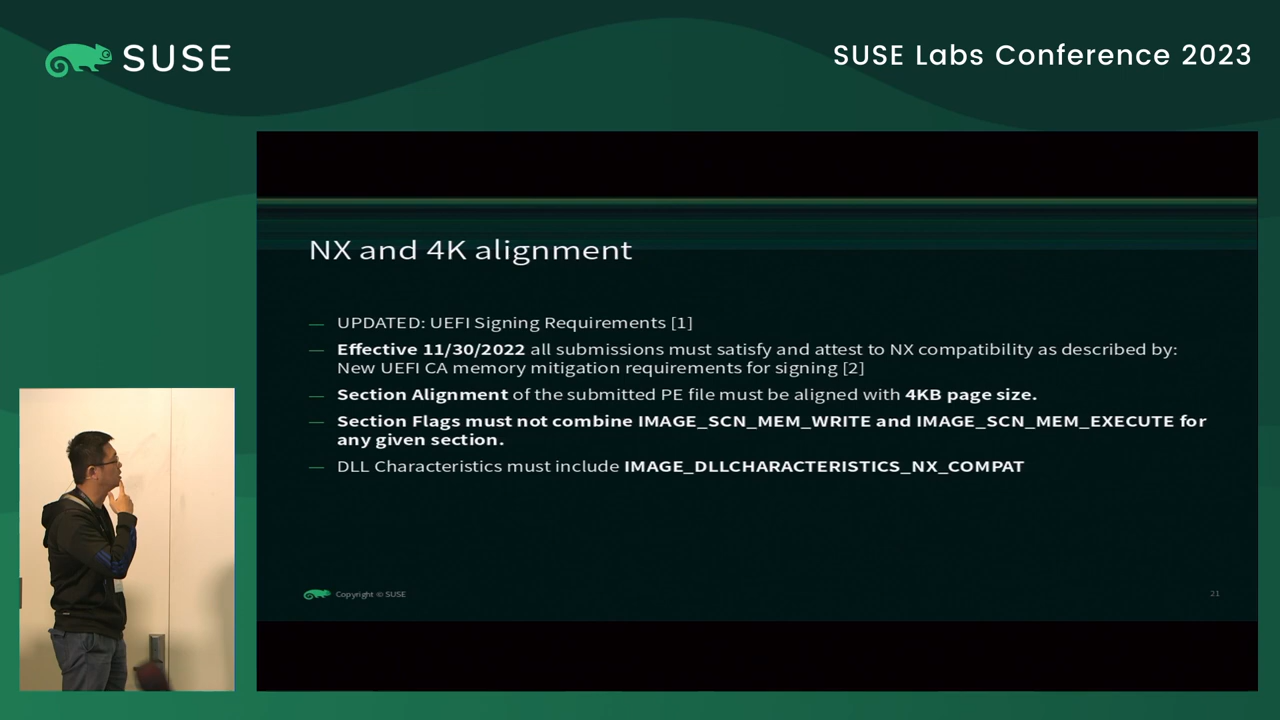 SUSE
SUSE Labs Conference 2023
NX and 4K alignment
— UPDATED: UEFI Signing Requirements [1]
— Effective 11/30/2022 all submissions must satisfy and attest to NX compatibility as described by:
New UEFI CA memory mitigation requirements for signing [2]
— Section Alignment of the submitted PE file must be aligned with 4KB page size.
— Section Flags must not combine IMAGE_SCN_MEM_WRITE and IMAGE_SCN_MEM_EXECUTE for
any given section.
— DLL Characteristics must include IMAGE_DLLCHARACTERISTICS_NX_COMPAT
Copyright © SUSE
21